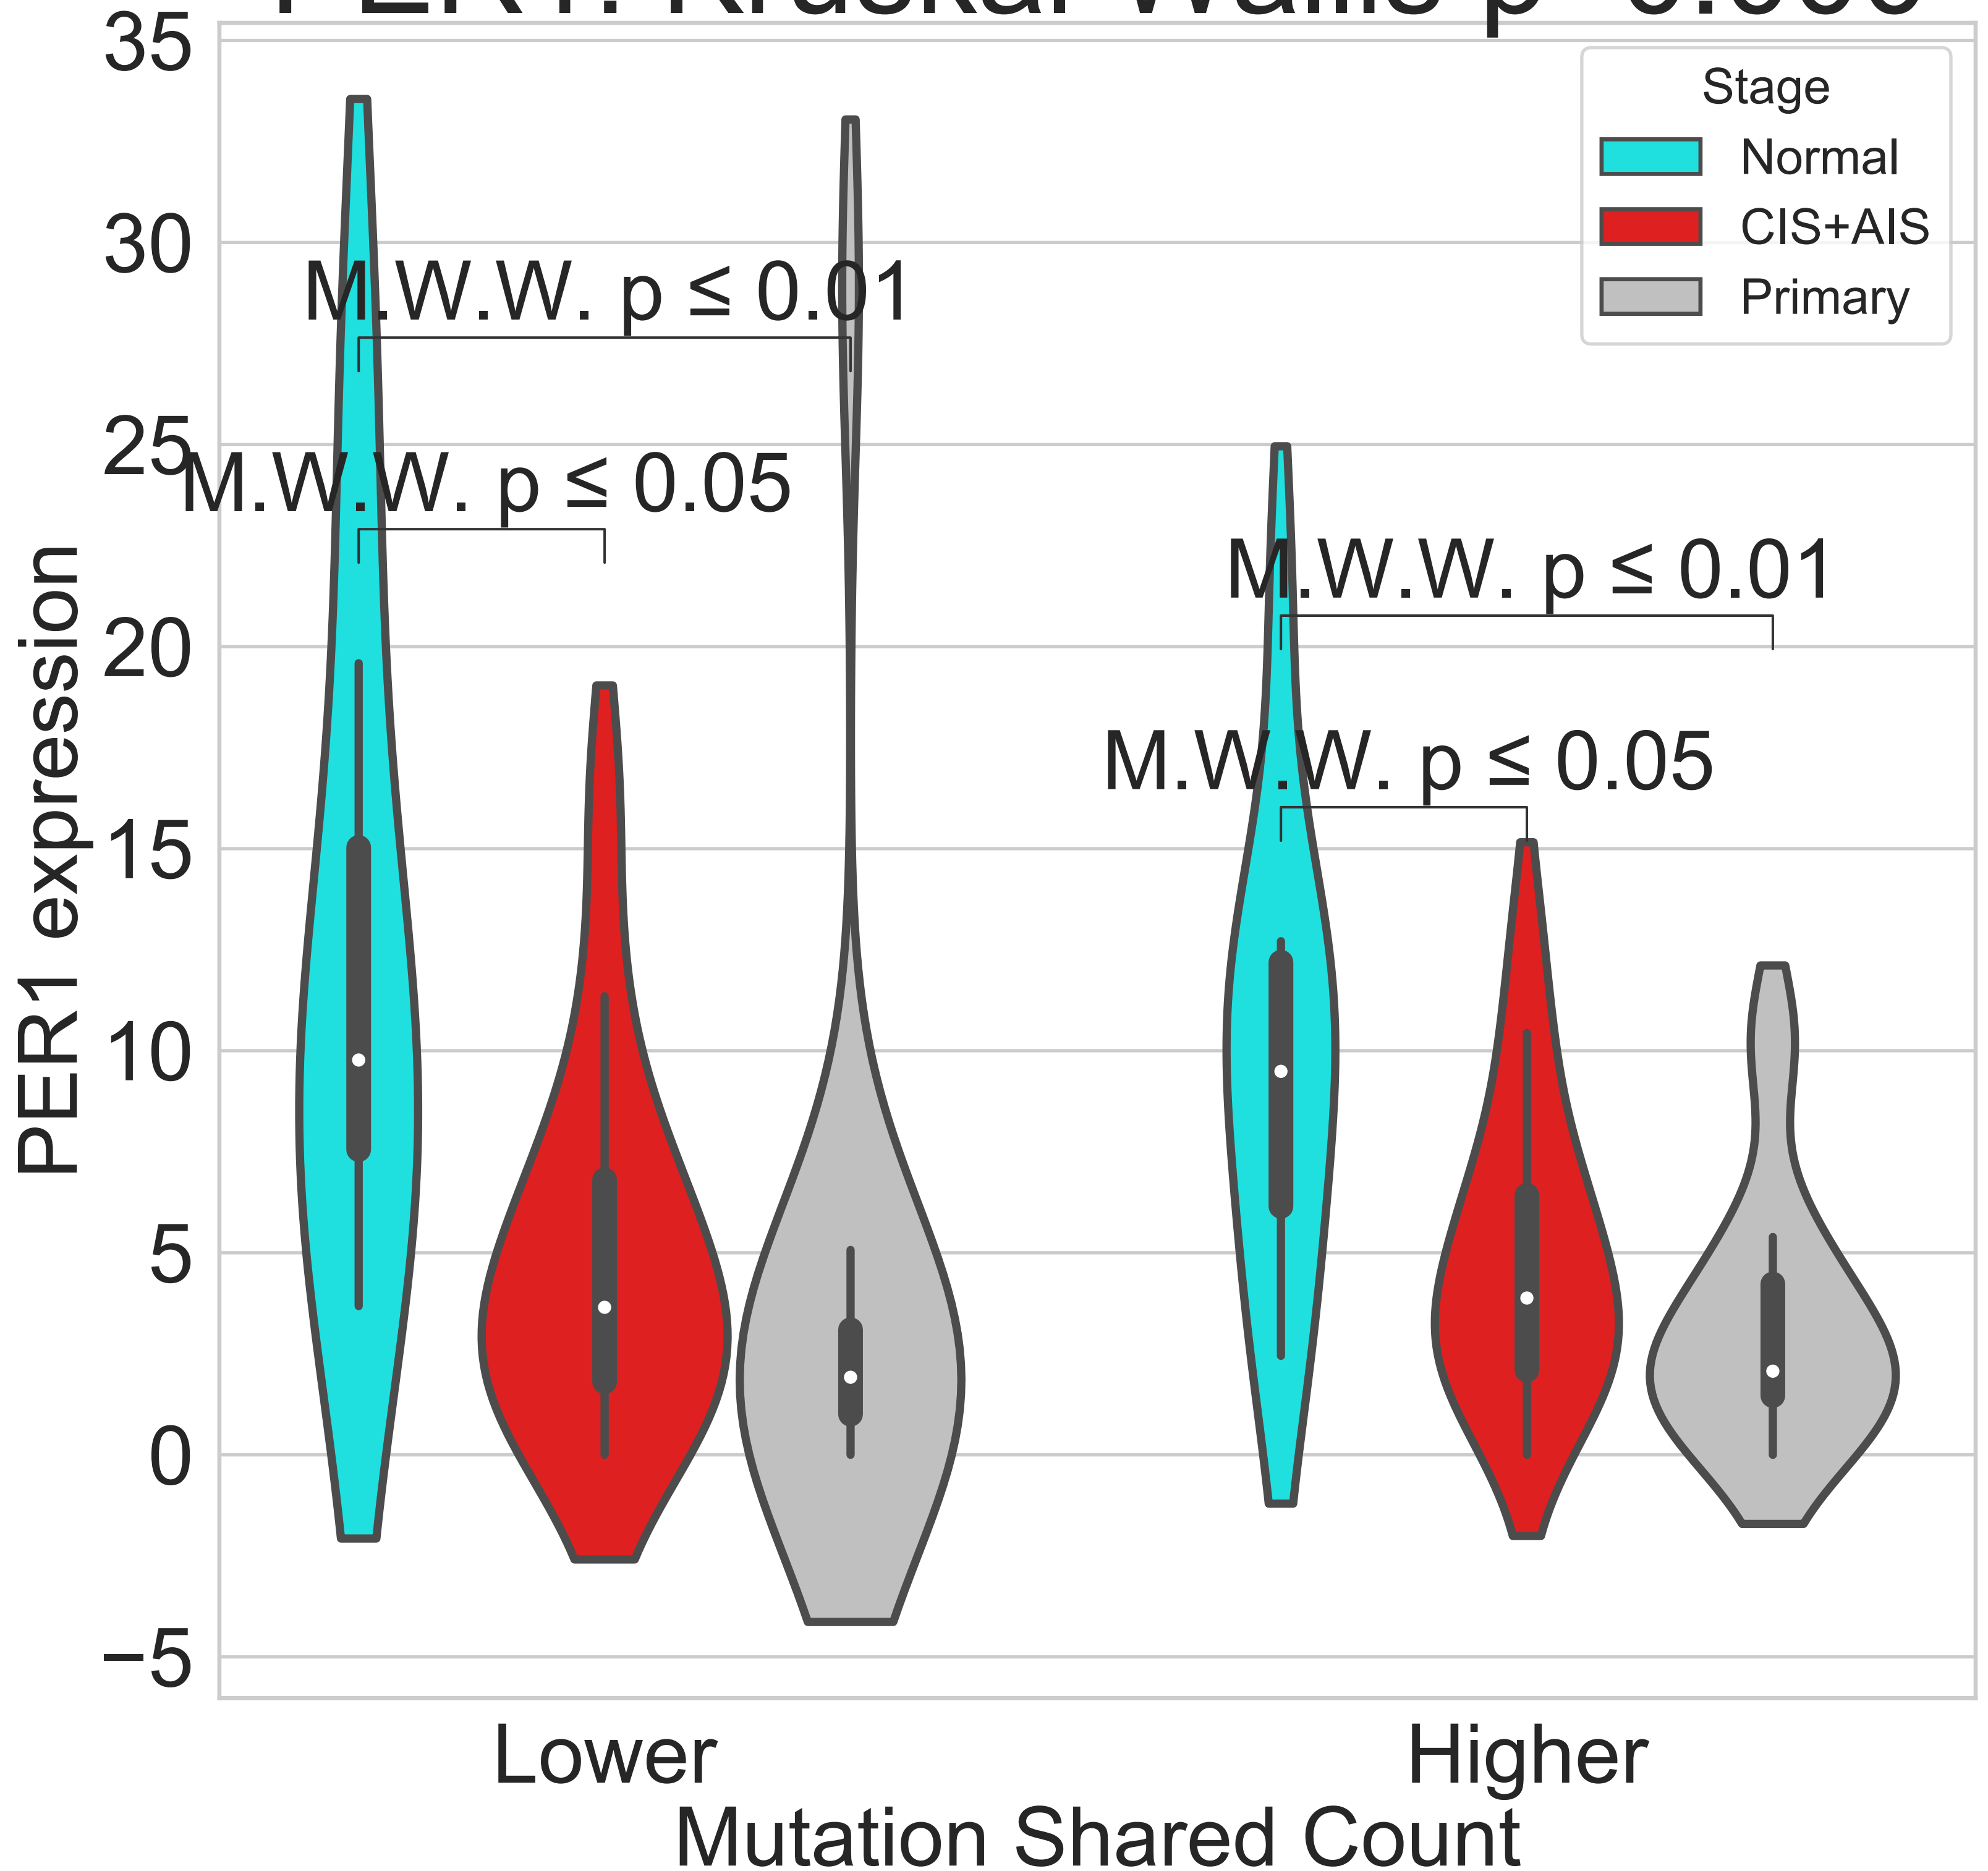 35
30
25
20
15
10
5
0
−5
PER1 expression
Stage
Normal
CIS+AIS
Primary
M.W.W. p ≤ 0.01
M.W.W. p ≤ 0.05
M.W.W. p ≤ 0.01
M.W.W. p ≤ 0.05
Lower
Higher
Mutation Shared Count